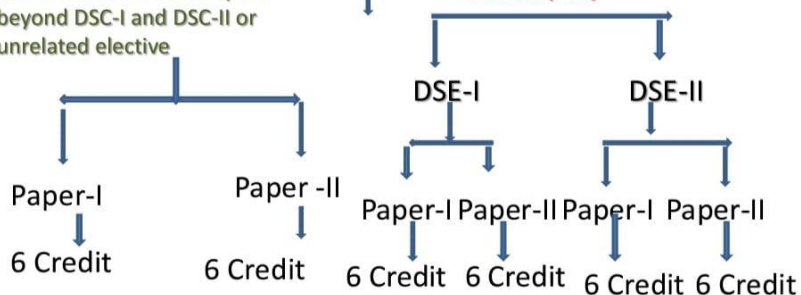 beyond DSC-I and DSC-II or
unrelated elective
DSE-I DSE-II
Paper-I Paper -II
Paper-I Paper-II Paper-I Paper-II
6 Credit 6 Credit 6 Credit 6 Credit 6 Credit 6 Credit